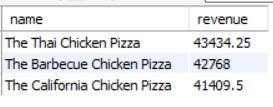 name revenue
The Thai Chicken Pizza 43434.25
The Barbecue Chicken Pizza 42768
The California Chicken Pizza 41409.5